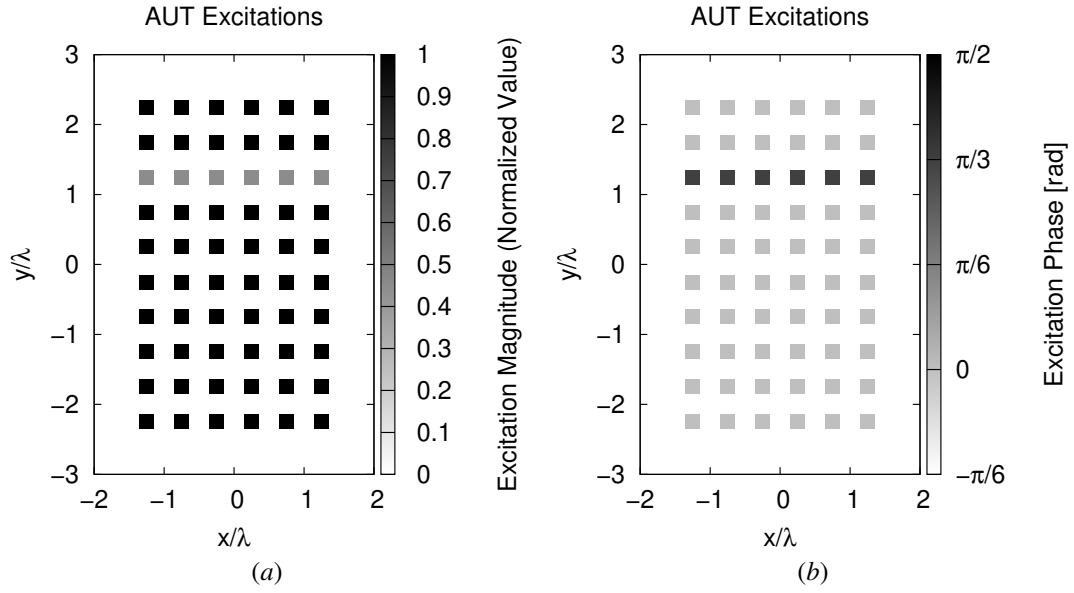 AUT Excitations
3
2
1
0
−1
−2
−3
−2
−1
0
1
2
y/λ
x/λ
1
0.9
0.8
0.7
0.6
0.5
0.4
0.3
0.2
0.1
0
Excitation Magnitude (Normalized Value)
(a)
AUT Excitations
3
2
1
0
−1
−2
−3
−2
−1
0
1
2
y/λ
x/λ
π/2
π/3
π/6
0
−π/6
Excitation Phase [rad]
(b)